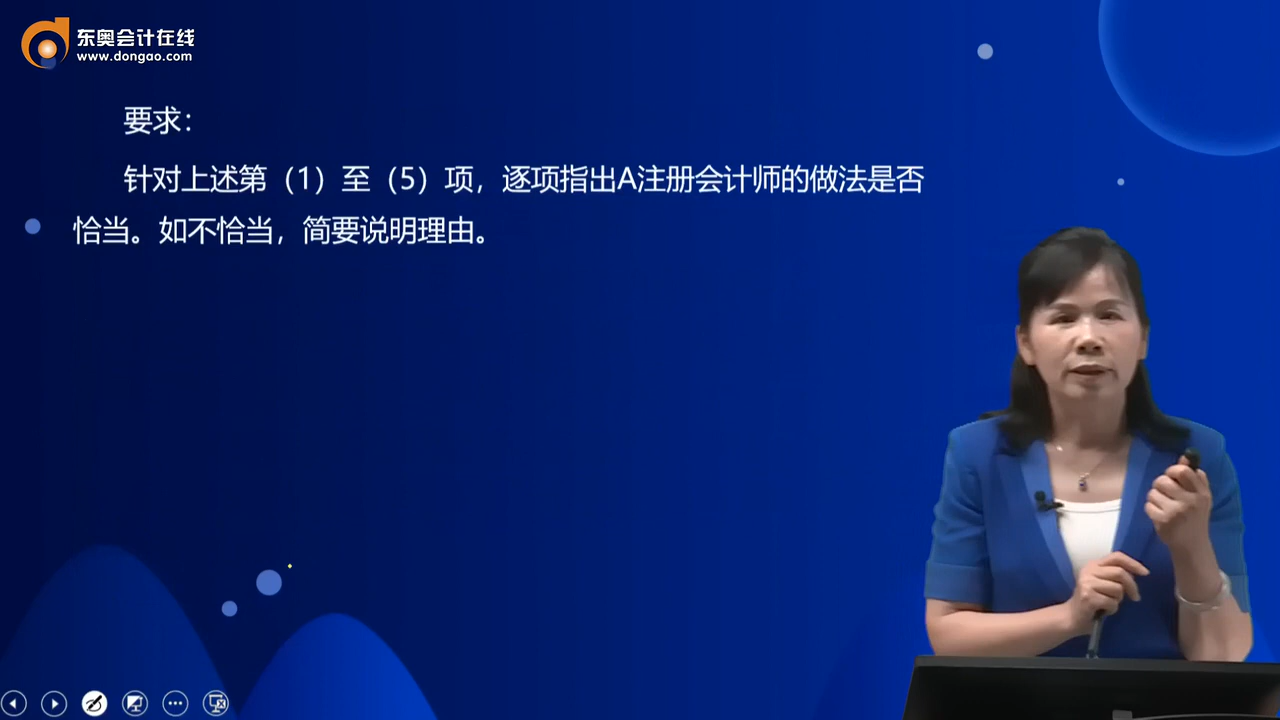 东奥会计在线
www.dongao.com
要求：
针对上述第（1）至（5）项，逐项指出A注册会计师的做法是否
恰当。如不恰当，简要说明理由。